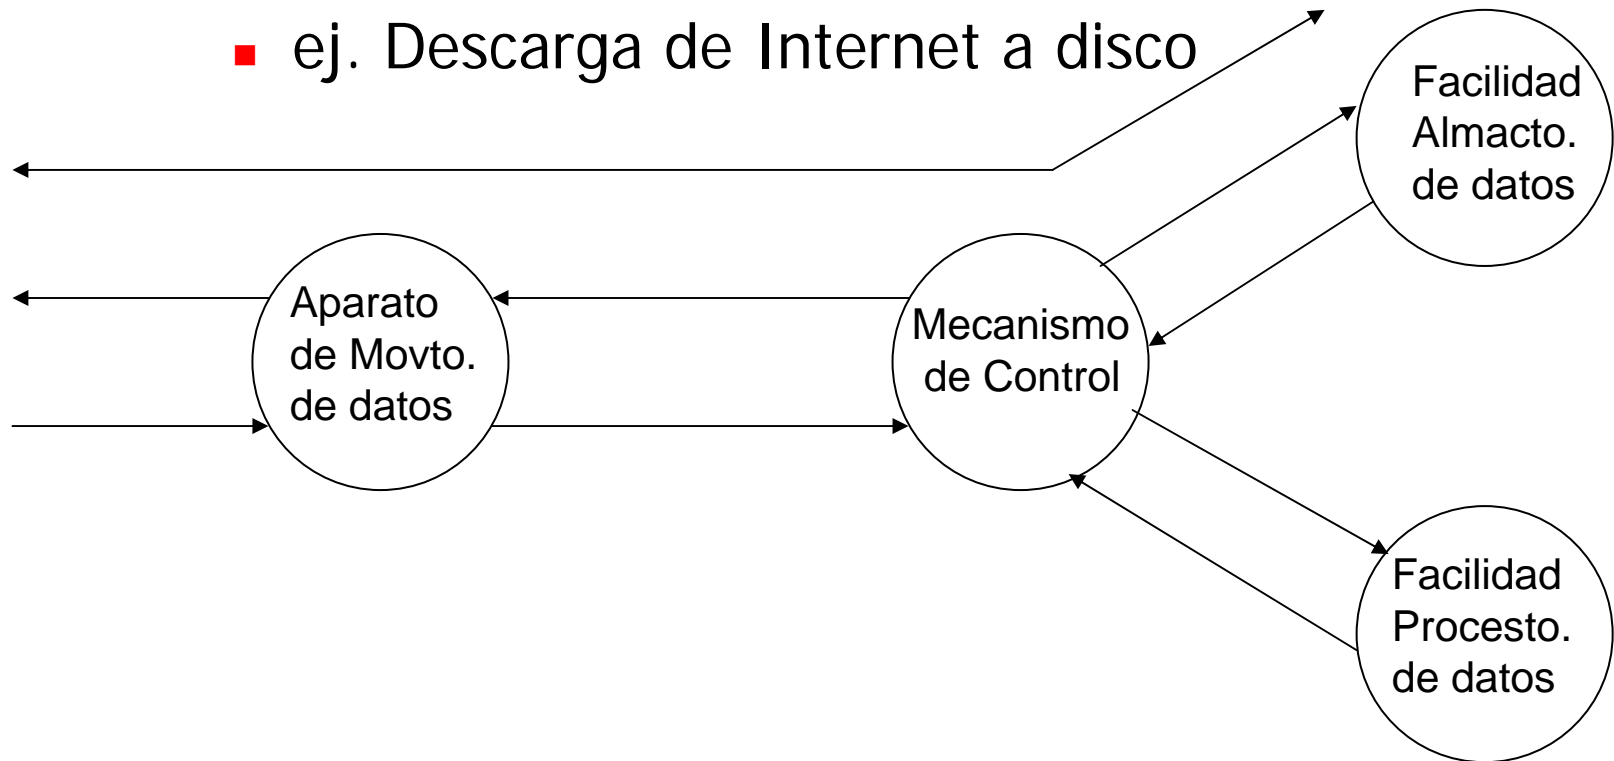 ej. Descarga de Internet a disco
Facilidad
Almacto.
de datos
Aparato
de Movto.
de datos
Mecanismo
de Control
Facilidad
Procesto.
de datos